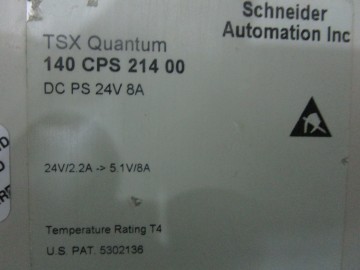 Schneider
Automation Inc
TSX Quantum
140 CPS 214 00
DC PS 24V 8A
24V/2.2A -> 5.1V/8A
Temperature Rating T4
U.S. PAT. 5302136